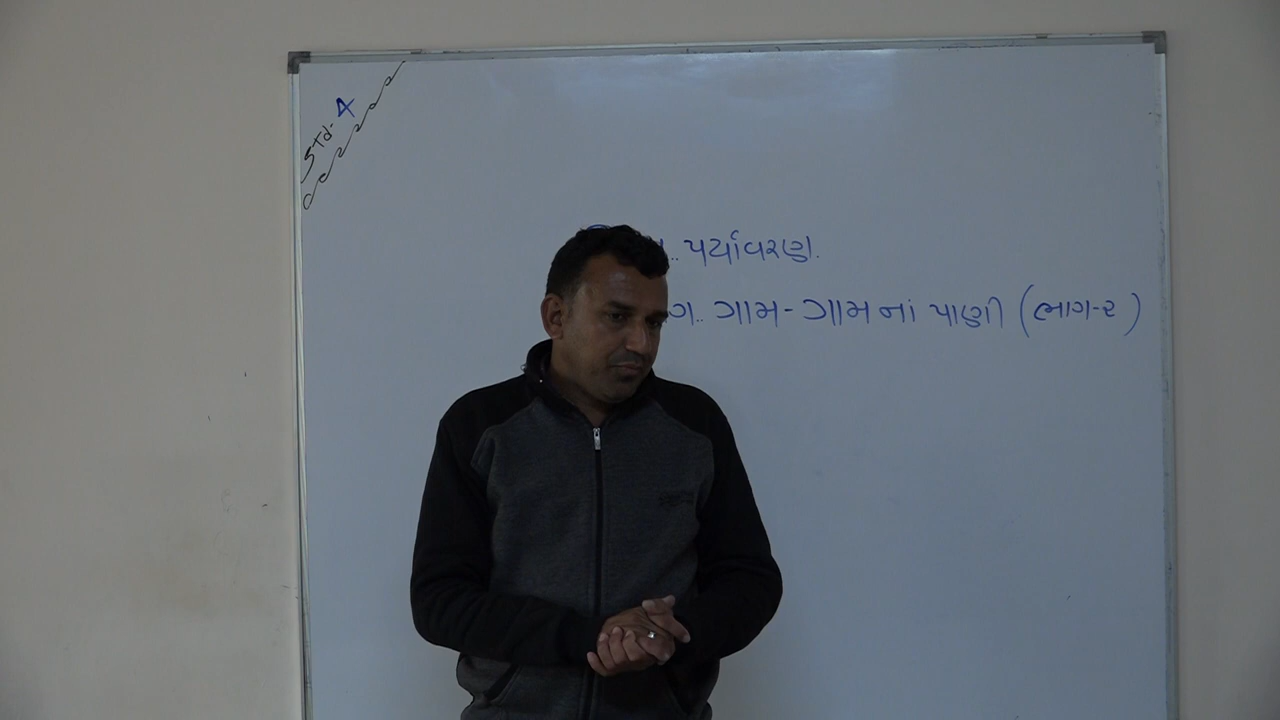 Std- 4
.. પર્યાવરણ.
ગ.. ગામ-ગામનાં પાણી (ભાગ-૨)